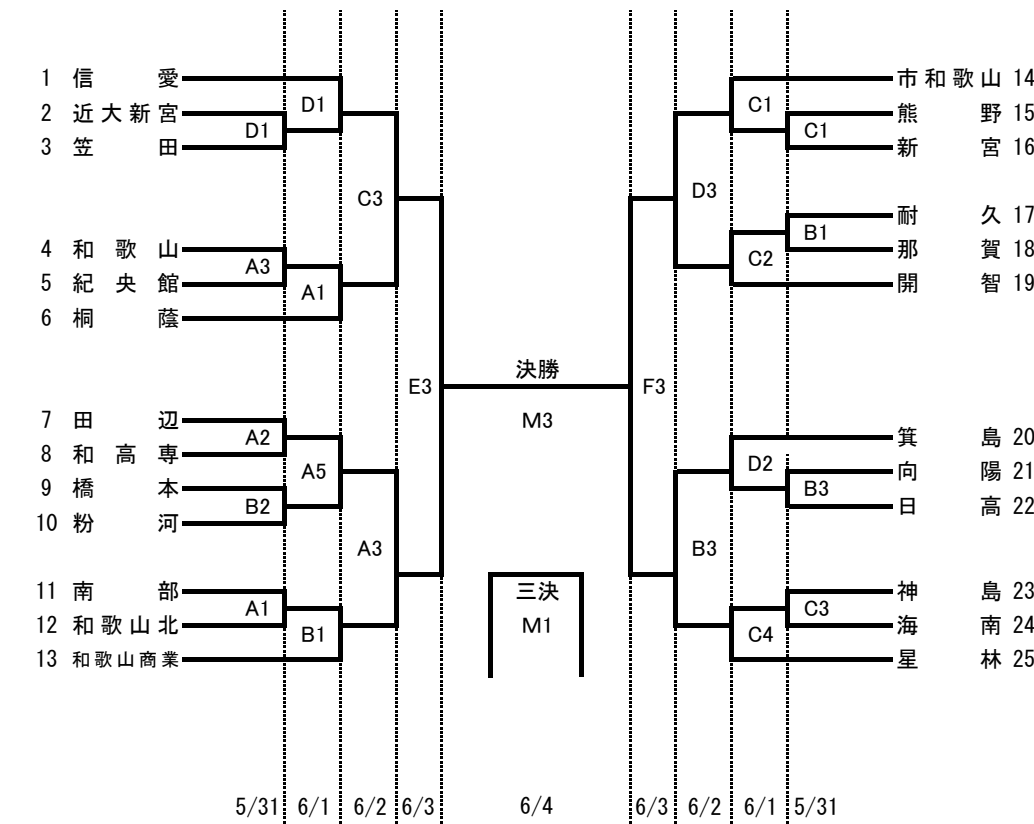 1 信愛
D1
2 近大新宮
D1
3 笠田
C3
4 和歌山
A3
5 紀央館
A1
6 桐蔭
E3
7 田辺
A2
8 和高専
A5
9 橋本
B2
10 粉河
A3
11 南部
A1
12 和歌山北
B1
13 和歌山商業
決勝
M3
三決
M1
市和歌山 14
C1
熊野 15
C1
新宮 16
D3
耐久 17
B1
那賀 18
C2
開智 19
F3
箕島 20
D2
向陽 21
B3
日高 22
B3
神島 23
C3
海南 24
C4
星林 25
5/31 6/1 6/2 6/3 6/4 6/3 6/2 6/1 5/31